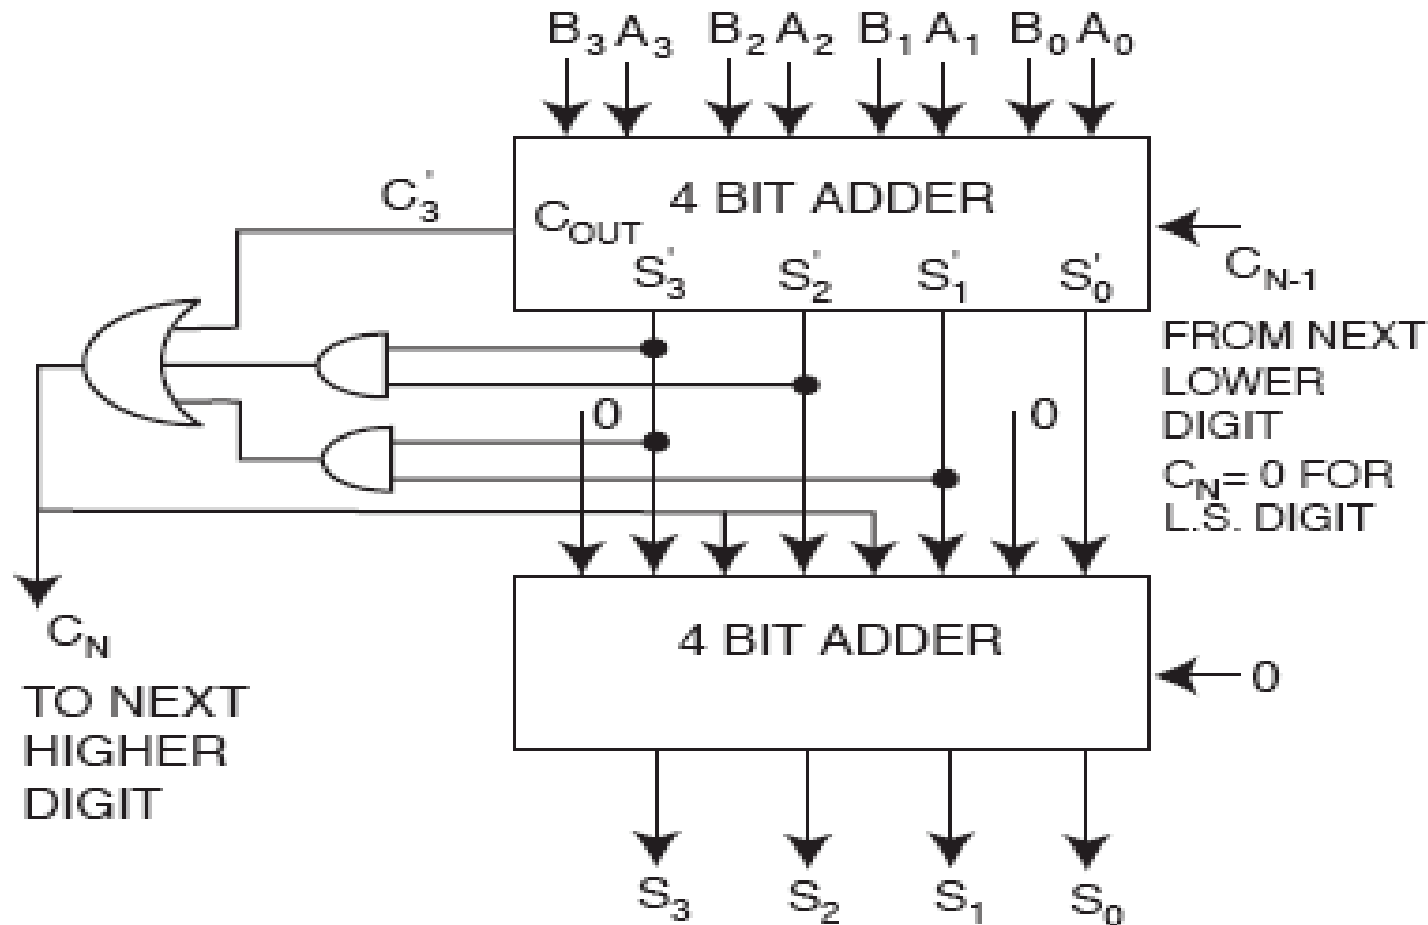 B3 A3 B2 A2 B1 A1 B0 A0
4 BIT ADDER
C3' COUT
S3' S2' S1' S0'
CN-1
FROM NEXT
LOWER
DIGIT
CN= 0 FOR
L.S. DIGIT
0 0
4 BIT ADDER
0
CN
TO NEXT
HIGHER
DIGIT
S3 S2 S1 S0